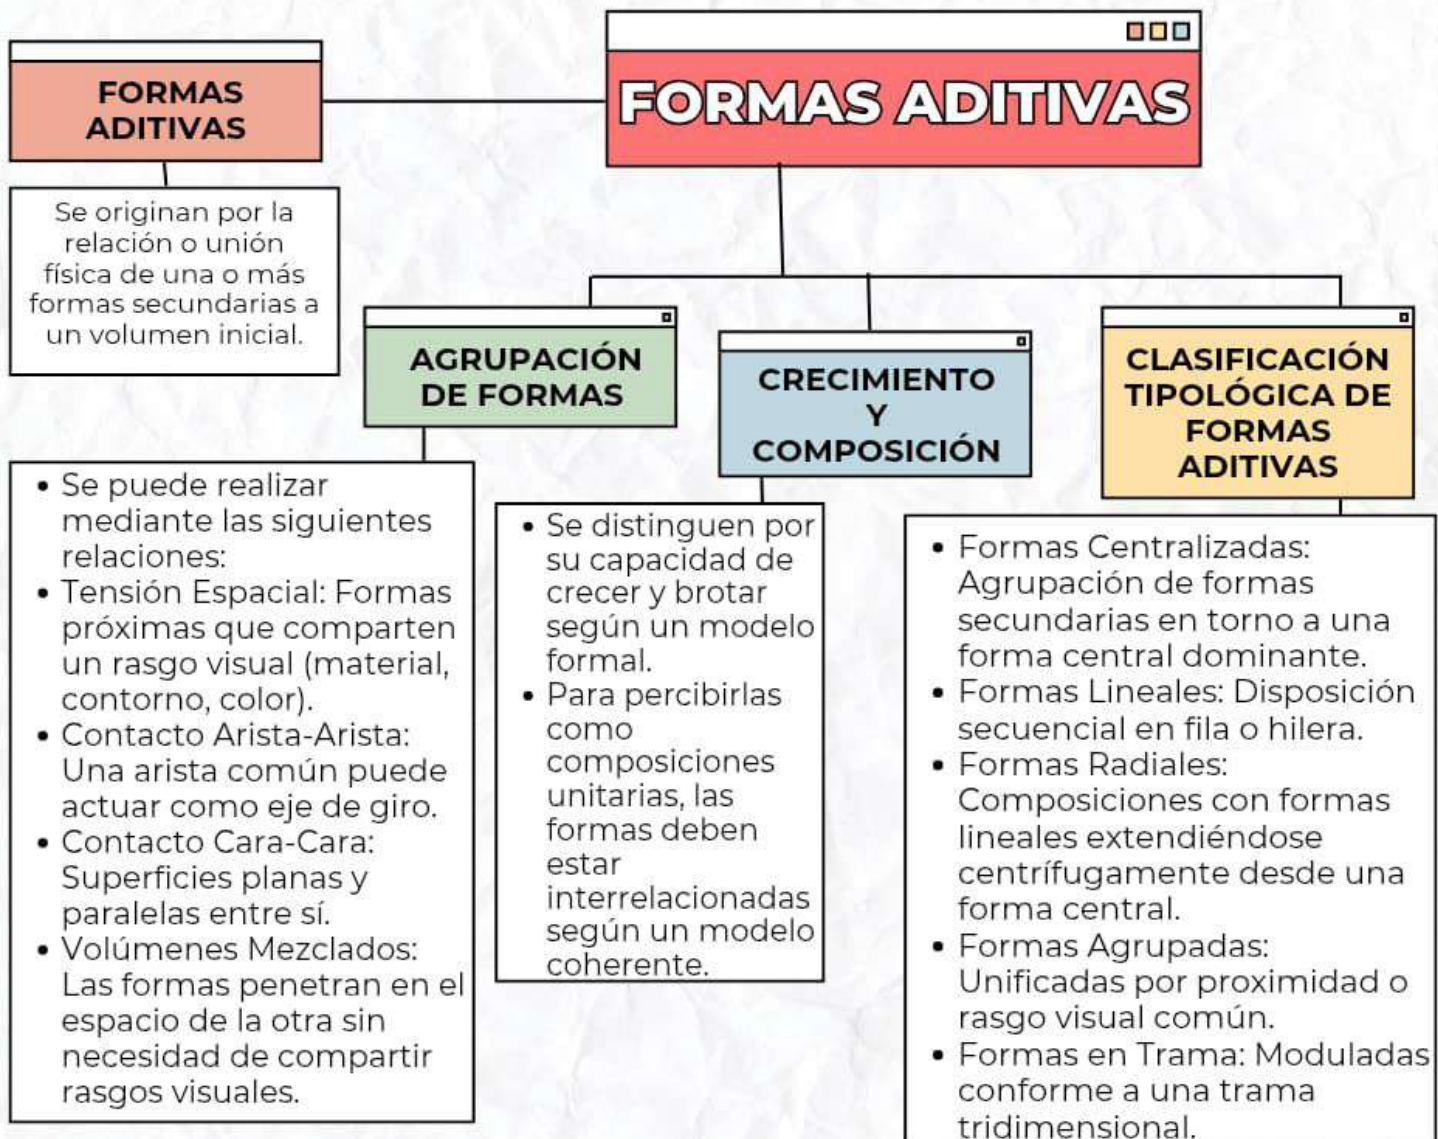 FORMAS ADITIVAS
FORMAS
ADITIVAS
Se originan por la
relación o unión
física de una o más
formas secundarias a
un volumen inicial.
AGRUPACIÓN
DE FORMAS
• Se puede realizar
mediante las siguientes
relaciones:
• Tensión Espacial: Formas
próximas que comparten
un rasgo visual (material,
contorno, color).
• Contacto Arista-Arista:
Una arista común puede
actuar como eje de giro.
• Contacto Cara-Cara:
Superficies planas y
paralelas entre sí.
• Volúmenes Mezclados:
Las formas penetran en el
espacio de la otra sin
necesidad de compartir
rasgos visuales.
CRECIMIENTO
Y
COMPOSICIÓN
• Se distinguen por
su capacidad de
crecer y brotar
según un modelo
formal.
• Para percibirlas
como
composiciones
unitarias, las
formas deben
estar
interrelacionadas
según un modelo
coherente.
CLASIFICACIÓN
TIPOLÓGICA DE
FORMAS
ADITIVAS
• Formas Centralizadas:
Agrupación de formas
secundarias en torno a una
forma central dominante.
• Formas Lineales: Disposición
secuencial en fila o hilera.
• Formas Radiales:
Composiciones con formas
lineales extendiéndose
centrífugamente desde una
forma central.
• Formas Agrupadas:
Unificadas por proximidad o
rasgo visual común.
• Formas en Trama: Moduladas
conforme a una trama
tridimensional.